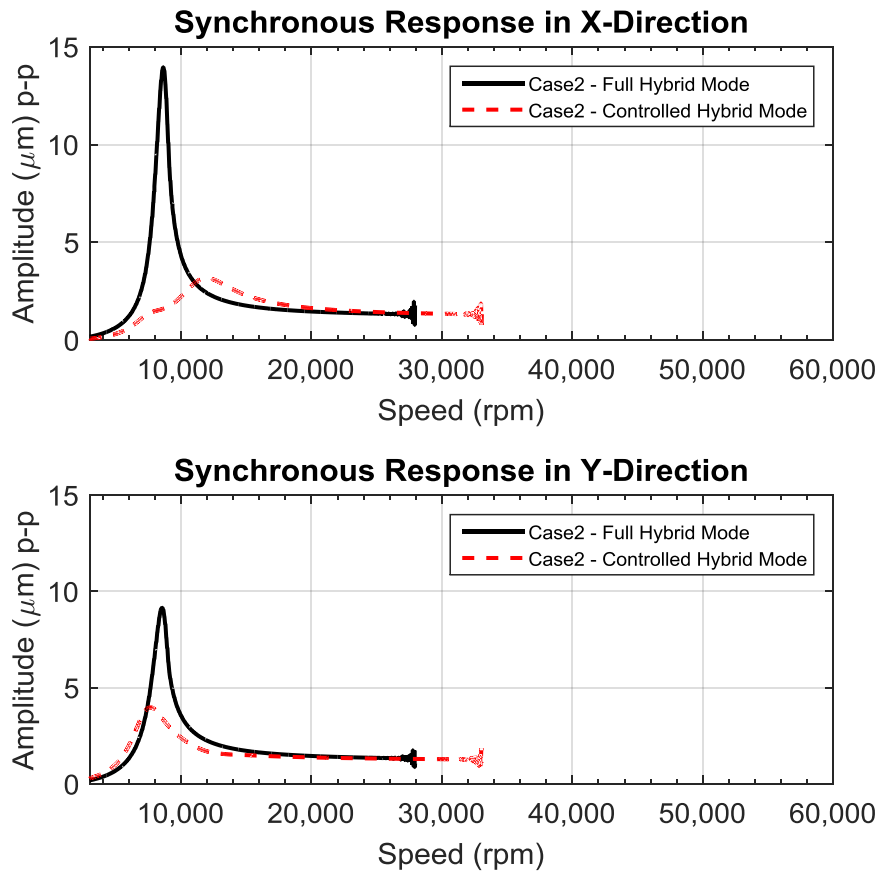 Synchronous Response in X-Direction
15
10
5
0
Amplitude (μm) p-p
Case2 - Full Hybrid Mode
Case2 - Controlled Hybrid Mode
10,000 20,000 30,000 40,000 50,000 60,000
Speed (rpm)
Synchronous Response in Y-Direction
15
10
5
0
Amplitude (μm) p-p
Case2 - Full Hybrid Mode
Case2 - Controlled Hybrid Mode
10,000 20,000 30,000 40,000 50,000 60,000
Speed (rpm)